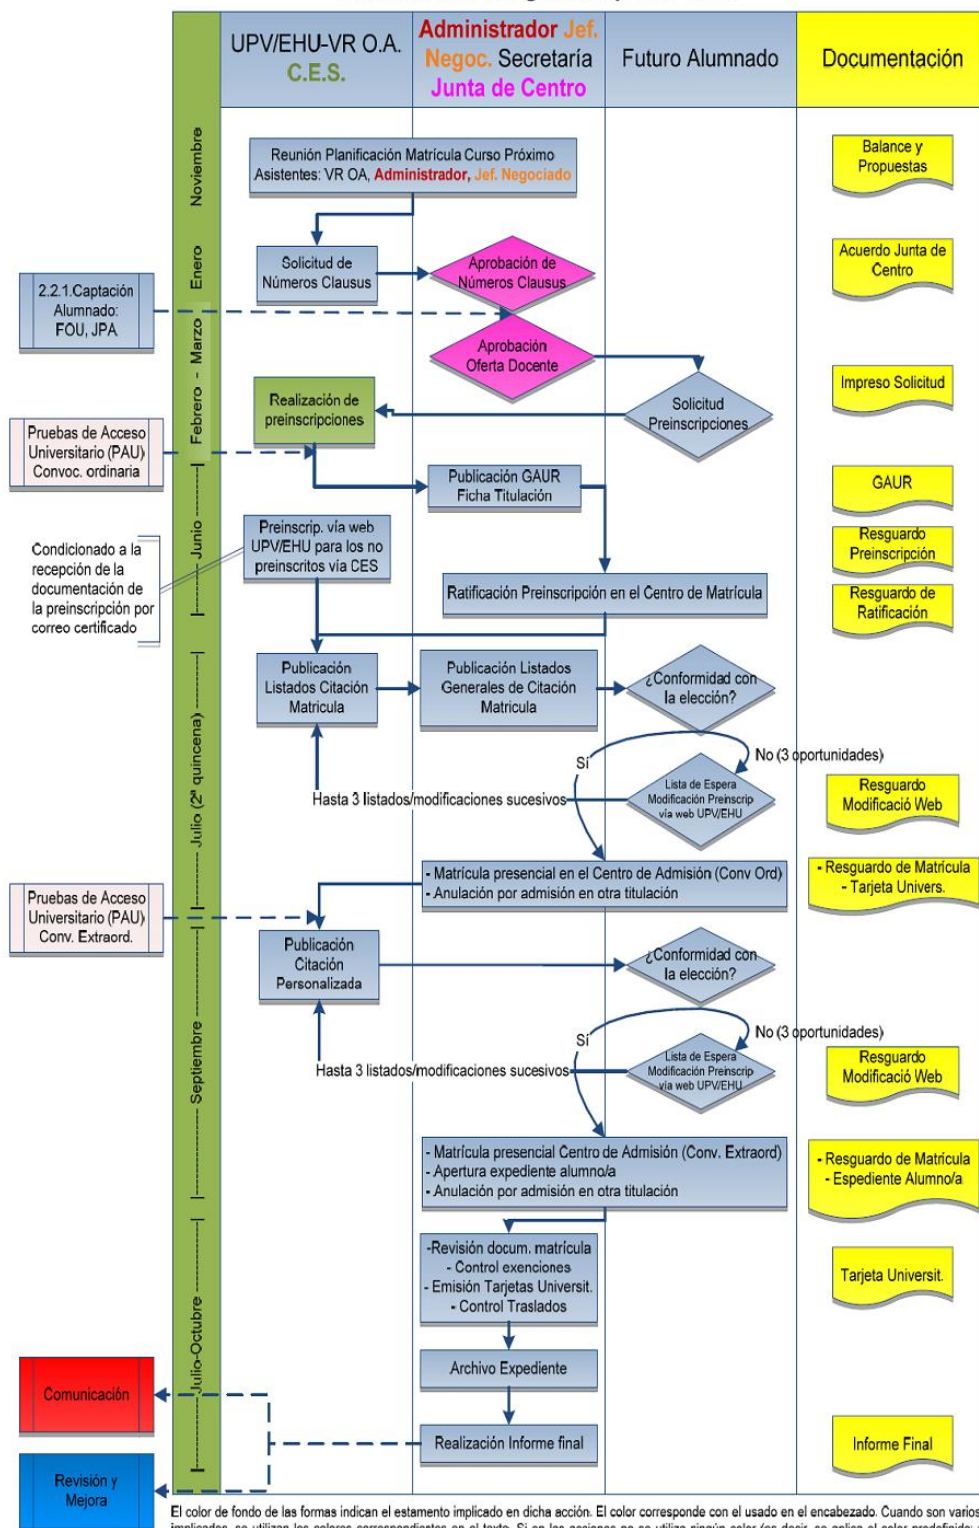 UPV/EHU-VR O.A.
C.E.S.
Administrador Jef.
Negoc. Secretaría
Junta de Centro
Futuro Alumnado
Documentación
Noviembre
Reunión Planificación Matrícula Curso Próximo
Asistentes: VR OA, Administrador, Jef. Negociado
Balance y
Propuestas
Enero
Solicitud de
Números Clausus
Aprobación de
Números Clausus
Acuerdo Junta de
Centro
2.2.1.Captación
Alumnado:
FOU, JPA
Febrero - Marzo
Aprobación
Oferta Docente
Realización de
preinscripciones
Solicitud
Preinscripciones
Impreso Solicitud
Pruebas de Acceso
Universitario (PAU)
Convoc. ordinaria
Publicación GAUR
Ficha Titulación
GAUR
Junio
Preinscrip. vía web
UPV/EHU para los no
preinscritos vía CES
Resguardo
Preinscripción
Condicionado a la
recepción de la
documentación de
la preinscripción por
correo certificado
Ratificación Preinscripción en el Centro de Matrícula
Resguardo de
Ratificación
Julio (2ª quincena)
Publicación
Listados Citación
Matricula
Publicación Listados
Generales de Citación
Matricula
¿Conformidad con
la elección?
Sí
No (3 oportunidades)
Lista de Espera
Modificación Preinscrip
vía web UPV/EHU
Hasta 3 listados/modificaciones sucesivos
Resguardo
Modificació Web
- Matrícula presencial en el Centro de Admisión (Conv Ord)
- Anulación por admisión en otra titulación
- Resguardo de Matrícula
- Tarjeta Univers.
Pruebas de Acceso
Universitario (PAU)
Conv. Extraord.
Septiembre
Publicación
Citación
Personalizada
¿Conformidad con
la elección?
Sí
No (3 oportunidades)
Lista de Espera
Modificación Preinscrip
vía web UPV/EHU
Hasta 3 listados/modificaciones sucesivos
Resguardo
Modificació Web
- Matrícula presencial Centro de Admisión (Conv. Extraord)
- Apertura expediente alumno/a
- Anulación por admisión en otra titulación
- Resguardo de Matrícula
- Espediente Alumno/a
Julio-Octubre
-Revisión docum. matrícula
- Control exenciones
- Emisión Tarjetas Universit.
- Control Traslados
Tarjeta Universit.
Archivo Expediente
Comunicación
Realización Informe final
Informe Final
Revisión y
Mejora
El color de fondo de las formas indican el estamento implicado en dicha acción. El color corresponde con el usado en el encabezado. Cuando son varios